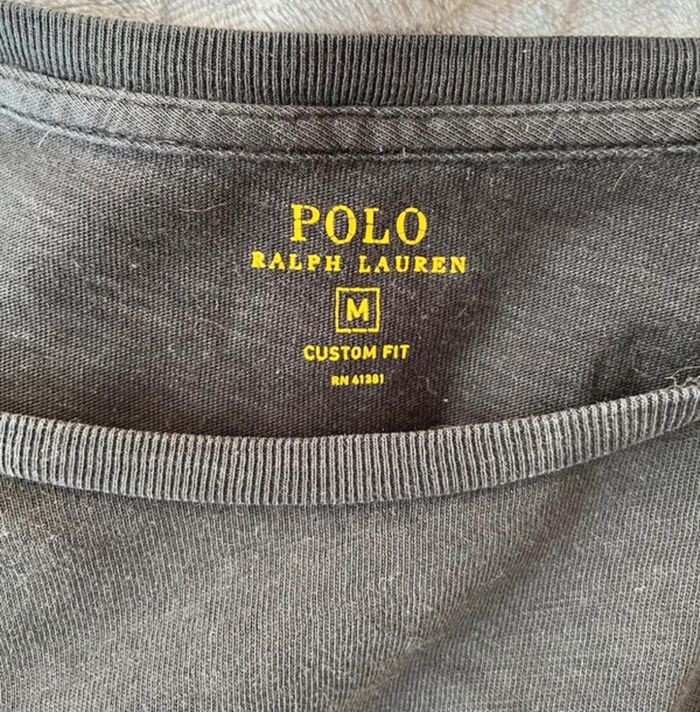 POLO
RALPH LAUREN
M
CUSTOM FIT
RN 41381